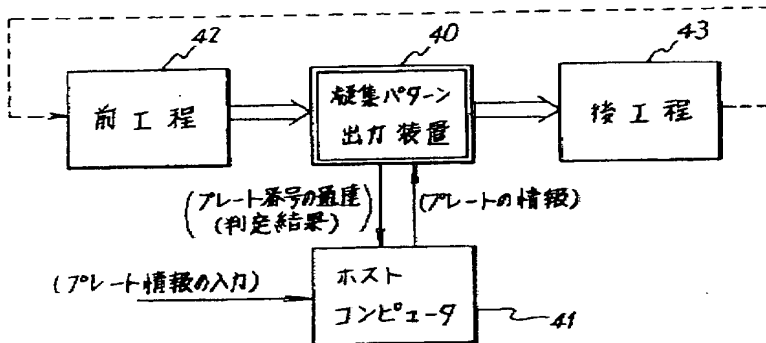 42
40
43
前工程
凝集パターン
出力装置
後工程
(プレート番号の
(判定結果)
(プレートの情報)
(プレート情報の入力)
ホスト
コンピュータ
41